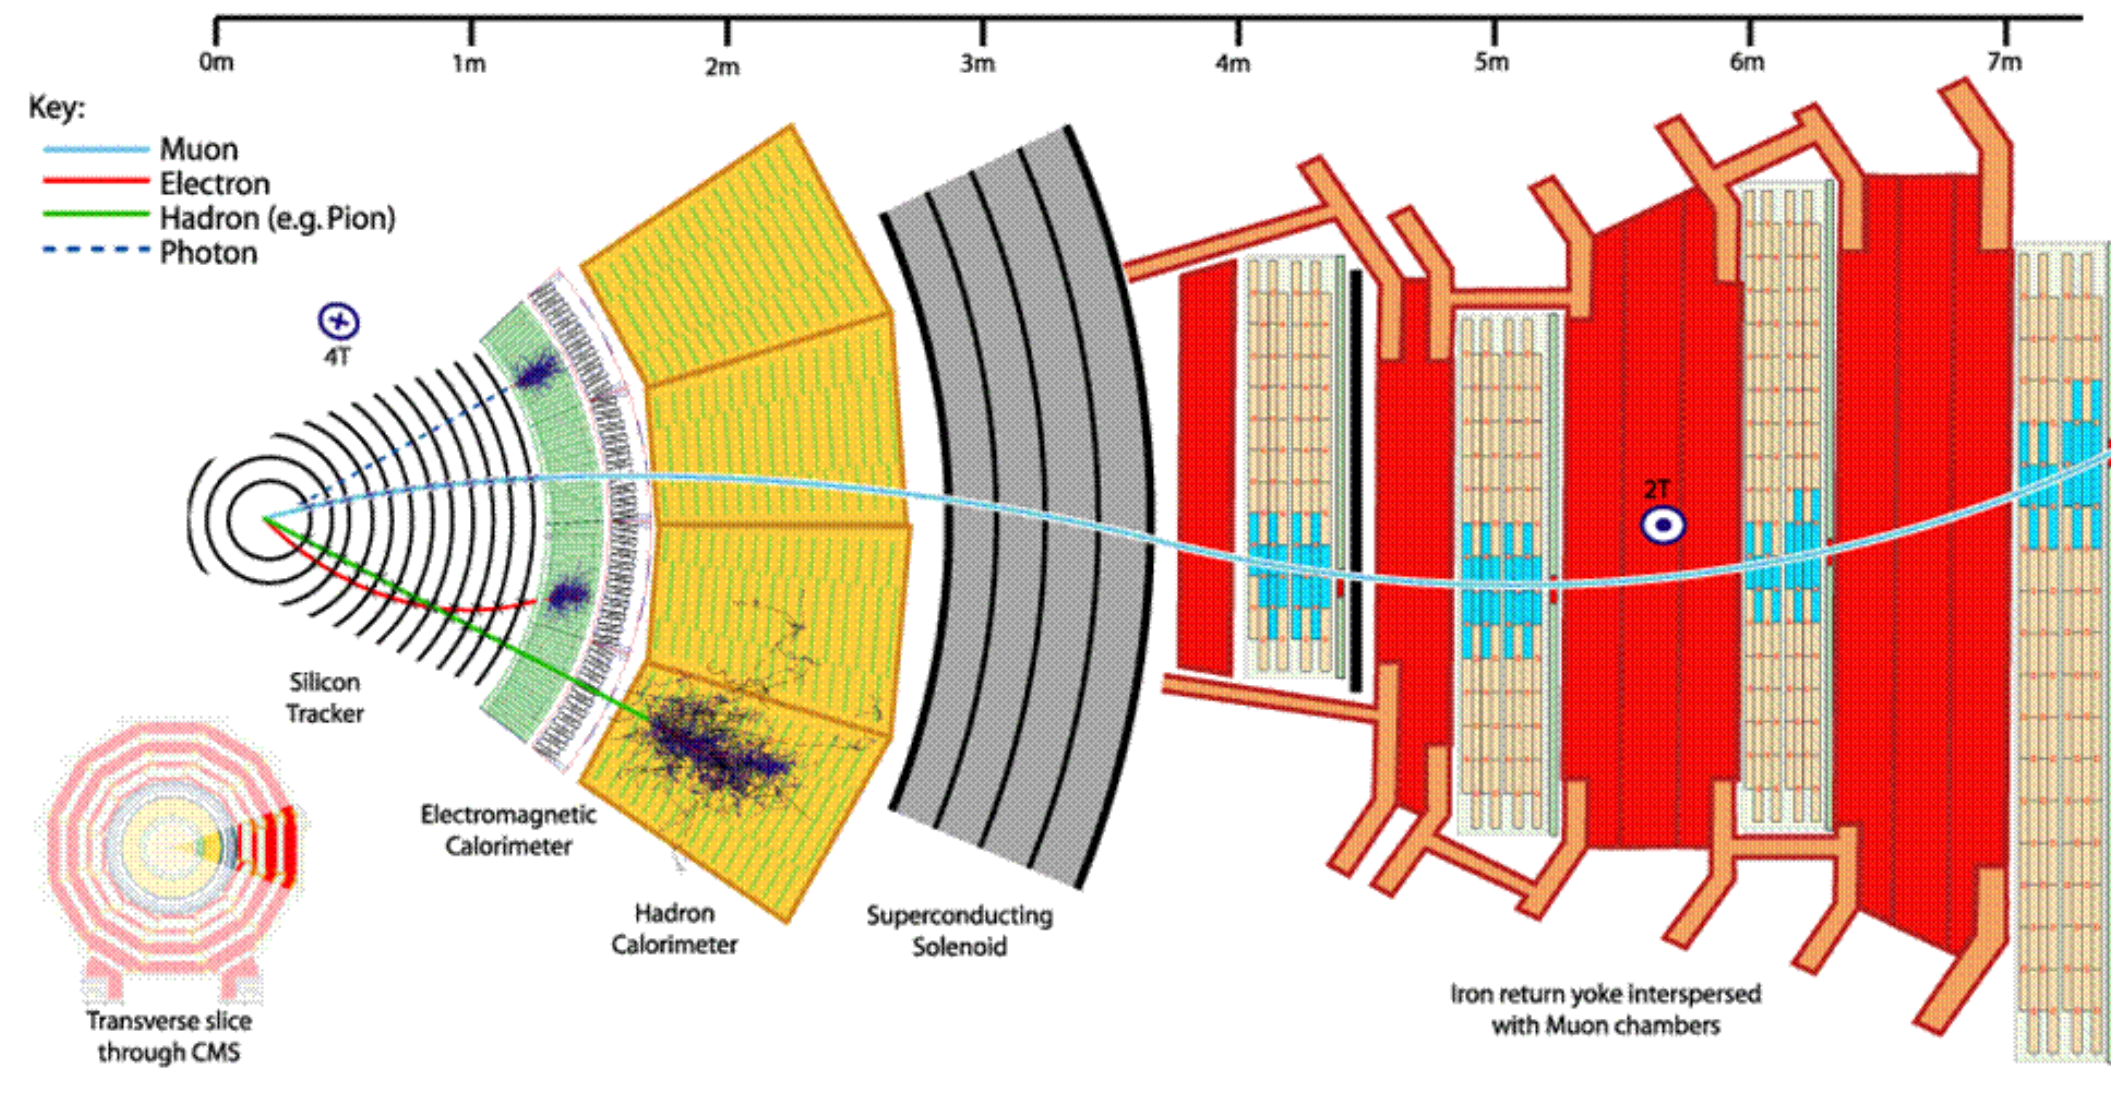 0m 1m 2m 3m 4m 5m 6m 7m
Key:
Muon
Electron
Hadron (e.g. Pion)
Photon
4T
2T
Silicon
Tracker
Electromagnetic
Calorimeter
Hadron
Calorimeter
Superconducting
Solenoid
Iron return yoke interspersed
with Muon chambers
Transverse slice
through CMS